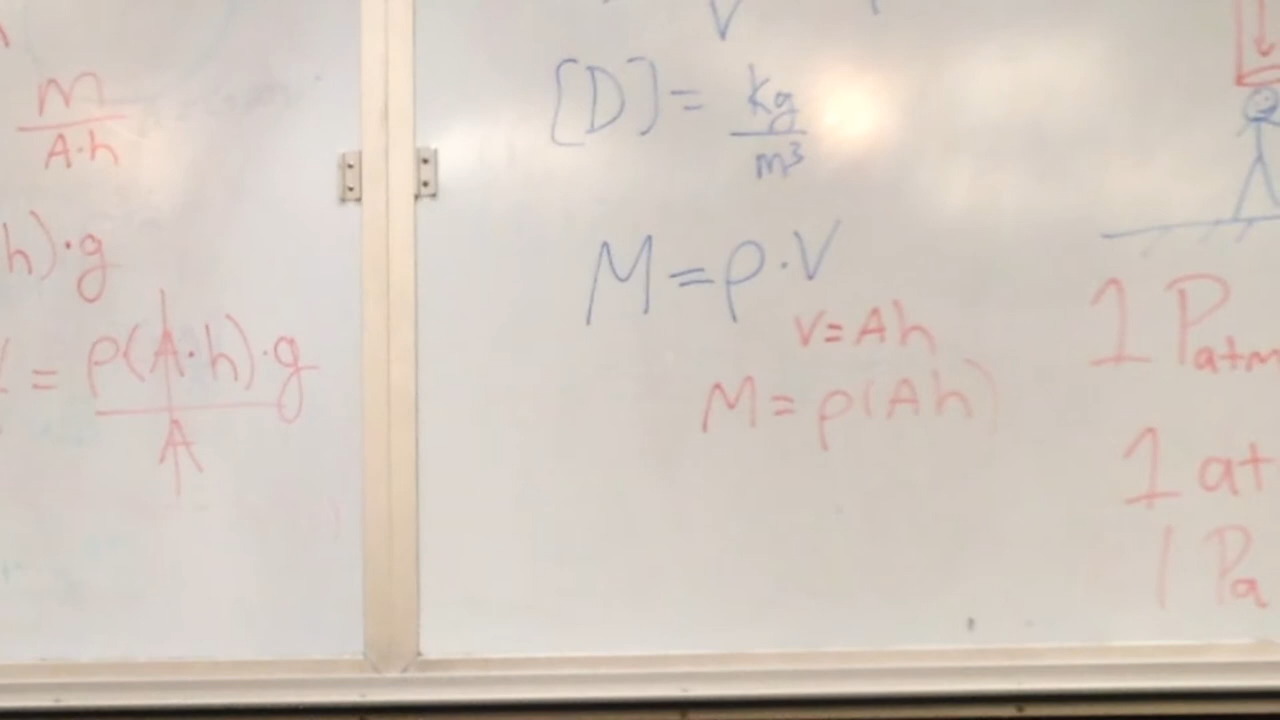 m
A·h
h)·g
= ρ(A·h)·g
A
V
[D] = kg
m³
M = ρ·V
V = Ah
M = ρ(Ah)
1 Patm
1 at
1 Pa